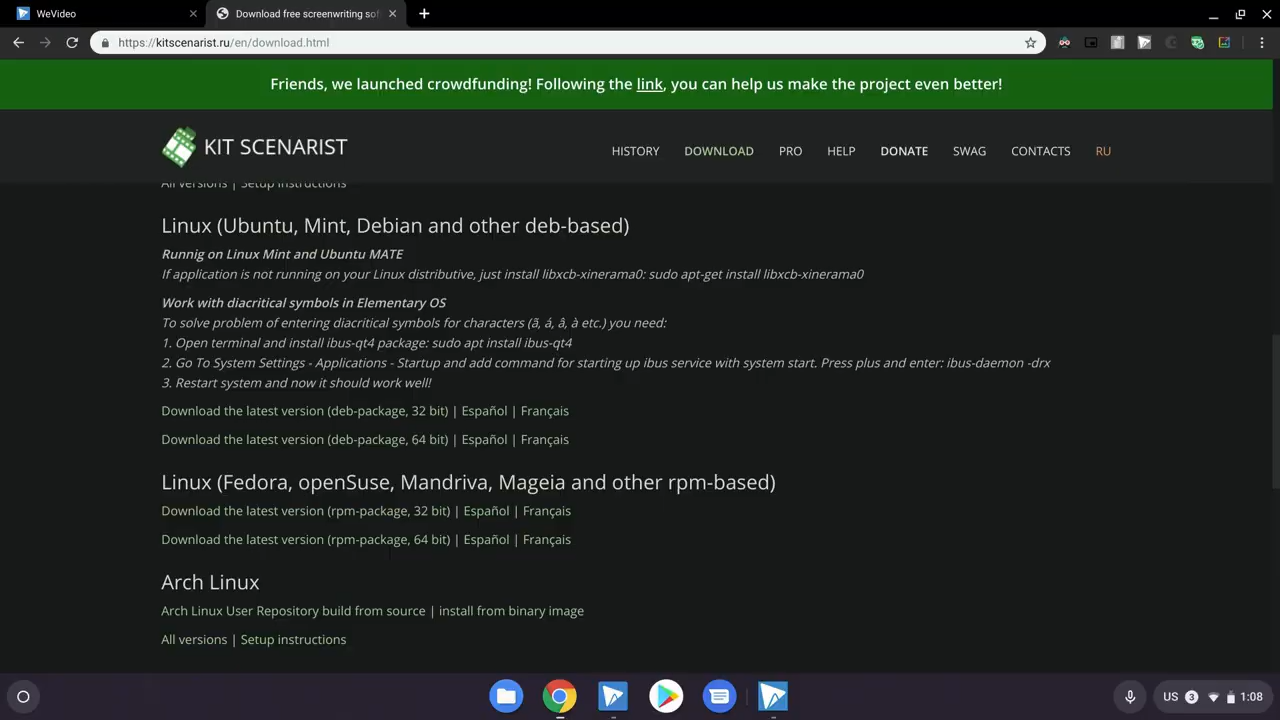 WeVideo
Download free screenwriting sof
https://kitscenarist.ru/en/download.html
Friends, we launched crowdfunding! Following the link, you can help us make the project even better!
KIT SCENARIST
HISTORY DOWNLOAD PRO HELP DONATE SWAG CONTACTS RU
All versions | Setup instructions
Linux (Ubuntu, Mint, Debian and other deb-based)
Runnig on Linux Mint and Ubuntu MATE
If application is not running on your Linux distributive, just install libxcb-xinerama0: sudo apt-get install libxcb-xinerama0
Work with diacritical symbols in Elementary OS
To solve problem of entering diacritical symbols for characters (ã, á, â, à etc.) you need:
1. Open terminal and install ibus-qt4 package: sudo apt install ibus-qt4
2. Go To System Settings - Applications - Startup and add command for starting up ibus service with system start. Press plus and enter: ibus-daemon -drx
3. Restart system and now it should work well!
Download the latest version (deb-package, 32 bit) | Español | Français
Download the latest version (deb-package, 64 bit) | Español | Français
Linux (Fedora, openSuse, Mandriva, Mageia and other rpm-based)
Download the latest version (rpm-package, 32 bit) | Español | Français
Download the latest version (rpm-package, 64 bit) | Español | Français
Arch Linux
Arch Linux User Repository build from source | install from binary image
All versions | Setup instructions
US 3 1:08